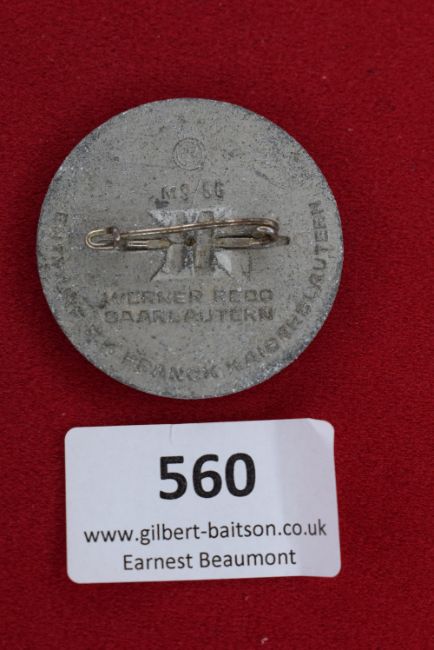 M9/66
WERNER REDO
SAARLAUTERN
FRANCK KAISERSLAUTERN
560
www.gilbert-baitson.co.uk
Earnest Beaumont